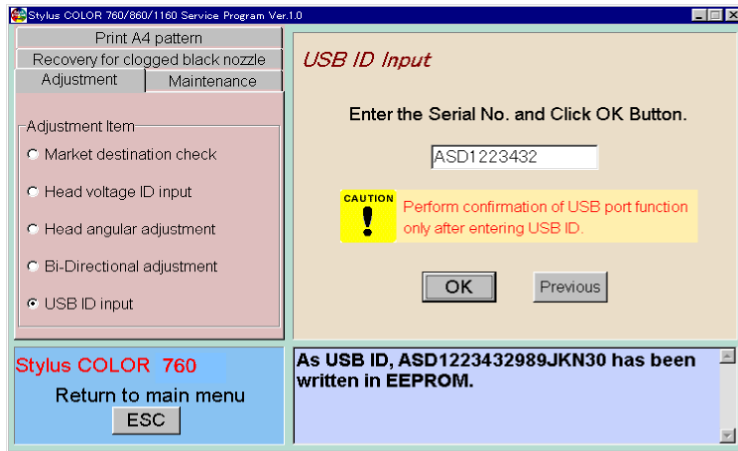 Stylus COLOR 760/860/1160 Service Program Ver.1.0
Print A4 pattern
Recovery for clogged black nozzle
Adjustment
Maintenance
Adjustment Item
Market destination check
Head voltage ID input
Head angular adjustment
Bi-Directional adjustment
USB ID input
USB ID Input
Enter the Serial No. and Click OK Button.
ASD1223432
CAUTION
Perform confirmation of USB port function
only after entering USB ID.
OK
Previous
Stylus COLOR 760
Return to main menu
ESC
As USB ID, ASD1223432989JKN30 has been
written in EEPROM.